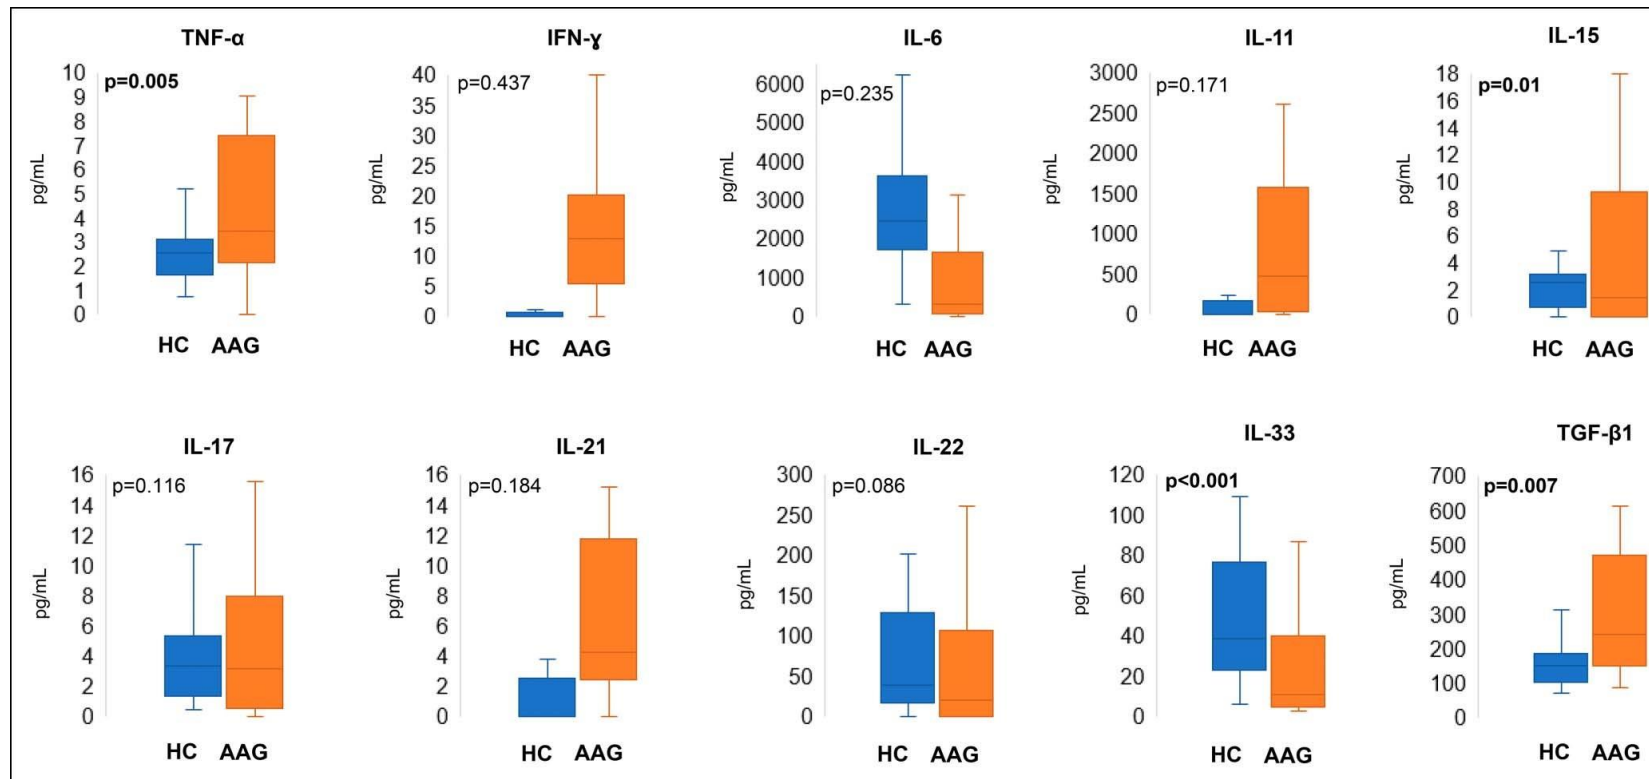 TNF-α
p=0.005
pg/mL
10
9
8
7
6
5
4
3
2
1
0
HC AAG
IFN-ɣ
p=0.437
pg/mL
40
35
30
25
20
15
10
5
0
HC AAG
IL-6
p=0.235
pg/mL
6000
5000
4000
3000
2000
1000
0
HC AAG
IL-11
p=0.171
pg/mL
3000
2500
2000
1500
1000
500
0
HC AAG
IL-15
p=0.01
pg/mL
18
16
14
12
10
8
6
4
2
0
HC AAG
IL-17
p=0.116
pg/mL
16
14
12
10
8
6
4
2
0
HC AAG
IL-21
p=0.184
pg/mL
16
14
12
10
8
6
4
2
0
HC AAG
IL-22
p=0.086
pg/mL
300
250
200
150
100
50
0
HC AAG
IL-33
p<0.001
pg/mL
120
100
80
60
40
20
0
HC AAG
TGF-β1
p=0.007
pg/mL
700
600
500
400
300
200
100
0
HC AAG